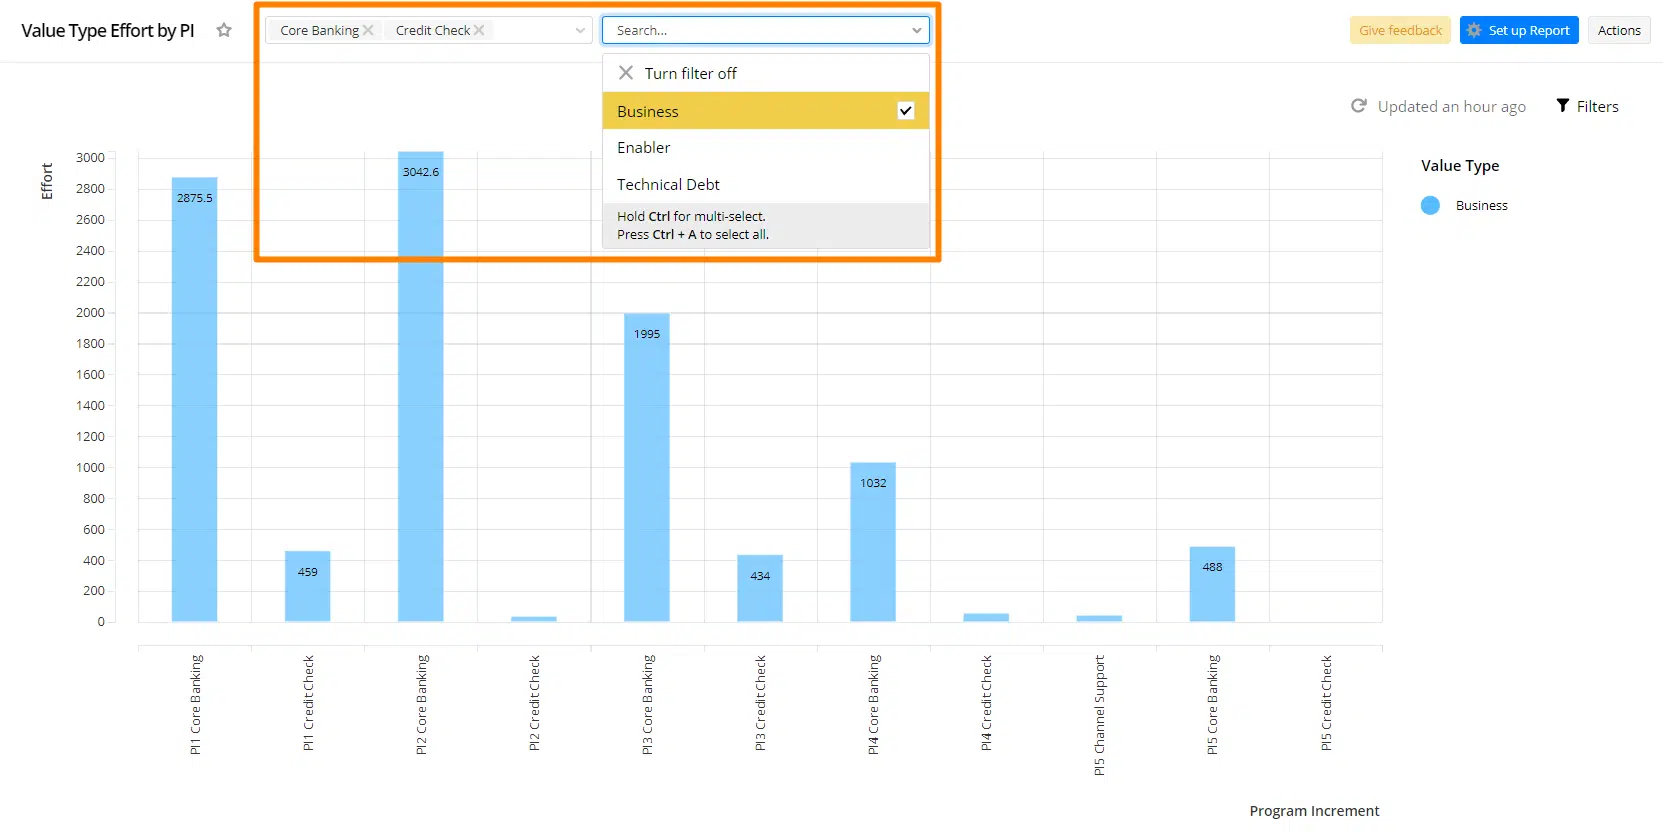 Value Type Effort by PI
Core Banking
Credit Check
Search...
Give feedback
Set up Report
Actions
Turn filter off
Business
Enabler
Technical Debt
Hold Ctrl for multi-select.
Press Ctrl + A to select all.
Updated an hour ago
Filters
Value Type
Business
Effort
3000
2800
2600
2400
2200
2000
1800
1600
1400
1200
1000
800
600
400
200
0
2875.5
459
3042.6
1995
434
1032
488
PI1 Core Banking
PI1 Credit Check
PI2 Core Banking
PI2 Credit Check
PI3 Core Banking
PI3 Credit Check
PI4 Core Banking
PI4 Credit Check
PI5 Channel Support
PI5 Core Banking
PI5 Credit Check
Program Increment